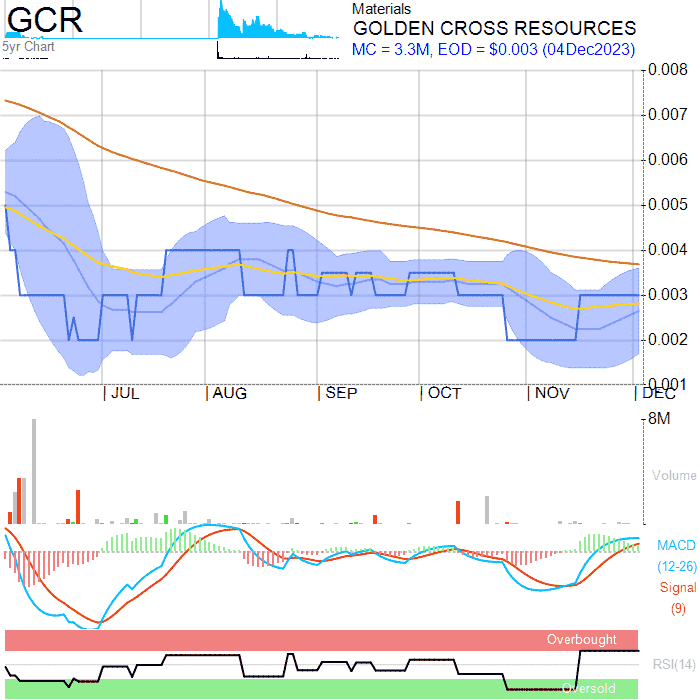 GCR
5yr Chart
Materials
GOLDEN CROSS RESOURCES
MC = 3.3M, EOD = $0.003 (04Dec2023)
0.008
0.007
0.006
0.005
0.004
0.003
0.002
0.001
JUL
AUG
SEP
OCT
NOV
DEC
8M
Volume
MACD
(12-26)
Signal
(9)
Overbought
RSI(14)
Oversold